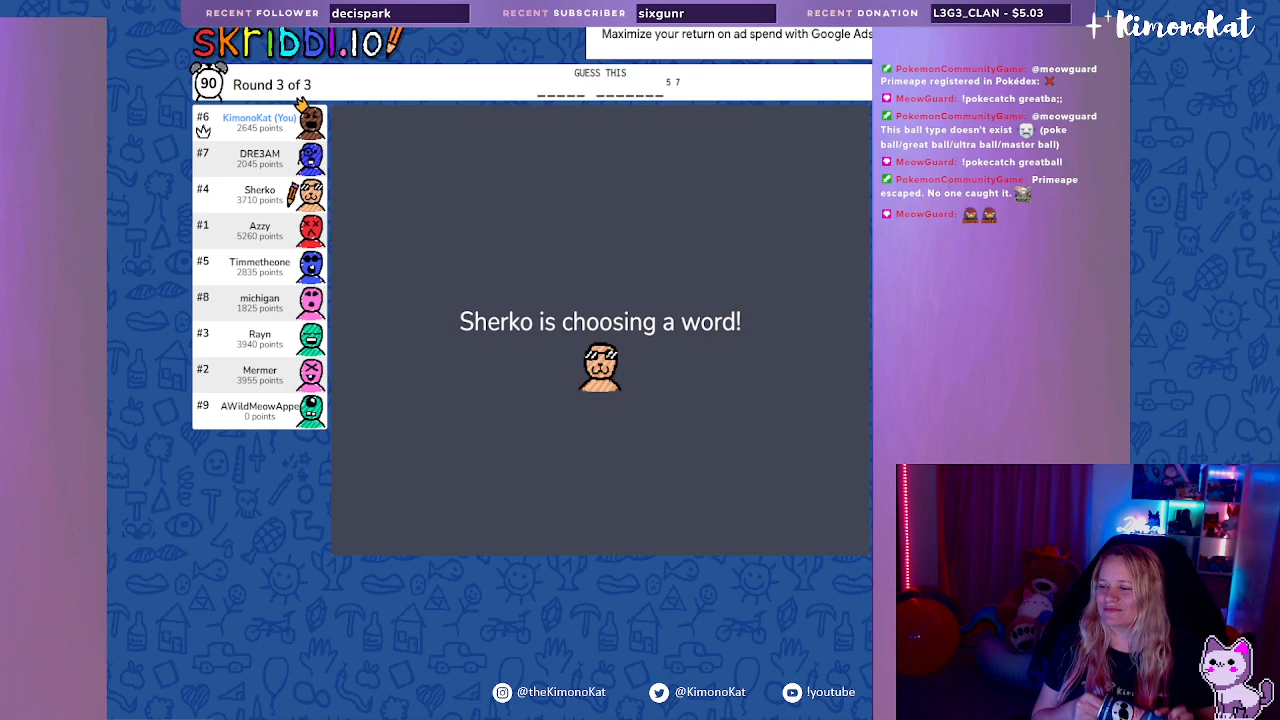 RECENT FOLLOWER decispark
RECENT SUBSCRIBER sixgunr
RECENT DONATION L3G3_CLAN - $5.03
KimonoKat
skribbl.io
Maximize your return on ad spend with Google Ads
90
Round 3 of 3
GUESS THIS
_____ _______ 5 7
#6 KimonoKat (You)
2645 points
#7 DRE3AM
2045 points
#4 Sherko
3710 points
#1 Azzy
5260 points
#5 Timmetheone
2835 points
#8 michigan
1825 points
#3 Rayn
3940 points
#2 Mermer
3955 points
#9 AWildMeowAppe
0 points
Sherko is choosing a word!
PokemonCommunityGame: @meowguard
Primeape registered in Pokédex: ❌
MeowGuard: !pokecatch greatba;;
PokemonCommunityGame: @meowguard
This ball type doesn't exist (poke
ball/great ball/ultra ball/master ball)
MeowGuard: !pokecatch greatball
PokemonCommunityGame: Primeape
escaped. No one caught it.
MeowGuard:
@theKimonoKat
@KimonoKat
!youtube